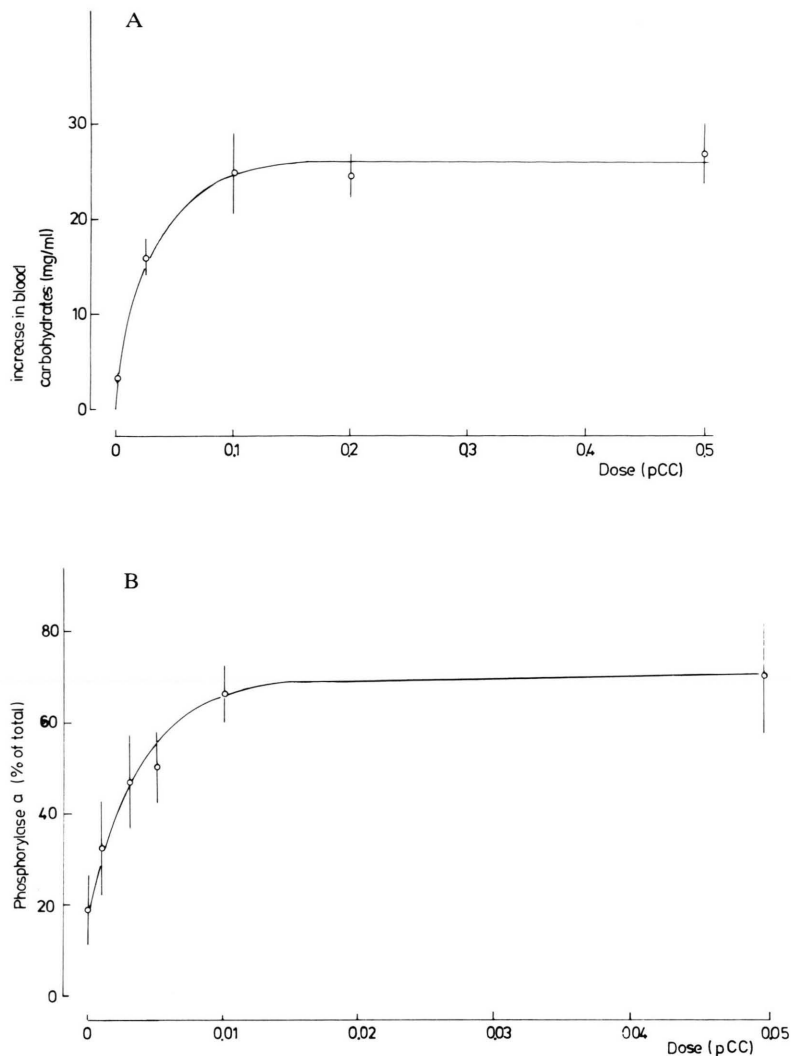 A
30
20
10
0
increase in blood
carbohydrates (mg/ml)
0 0.1 0.2 0.3 0.4 0.5
Dose (pCC)
B
80
60
40
20
0
Phosphorylase a (% of total)
0 0.01 0.02 0.03 0.04 0.05
Dose (pCC)